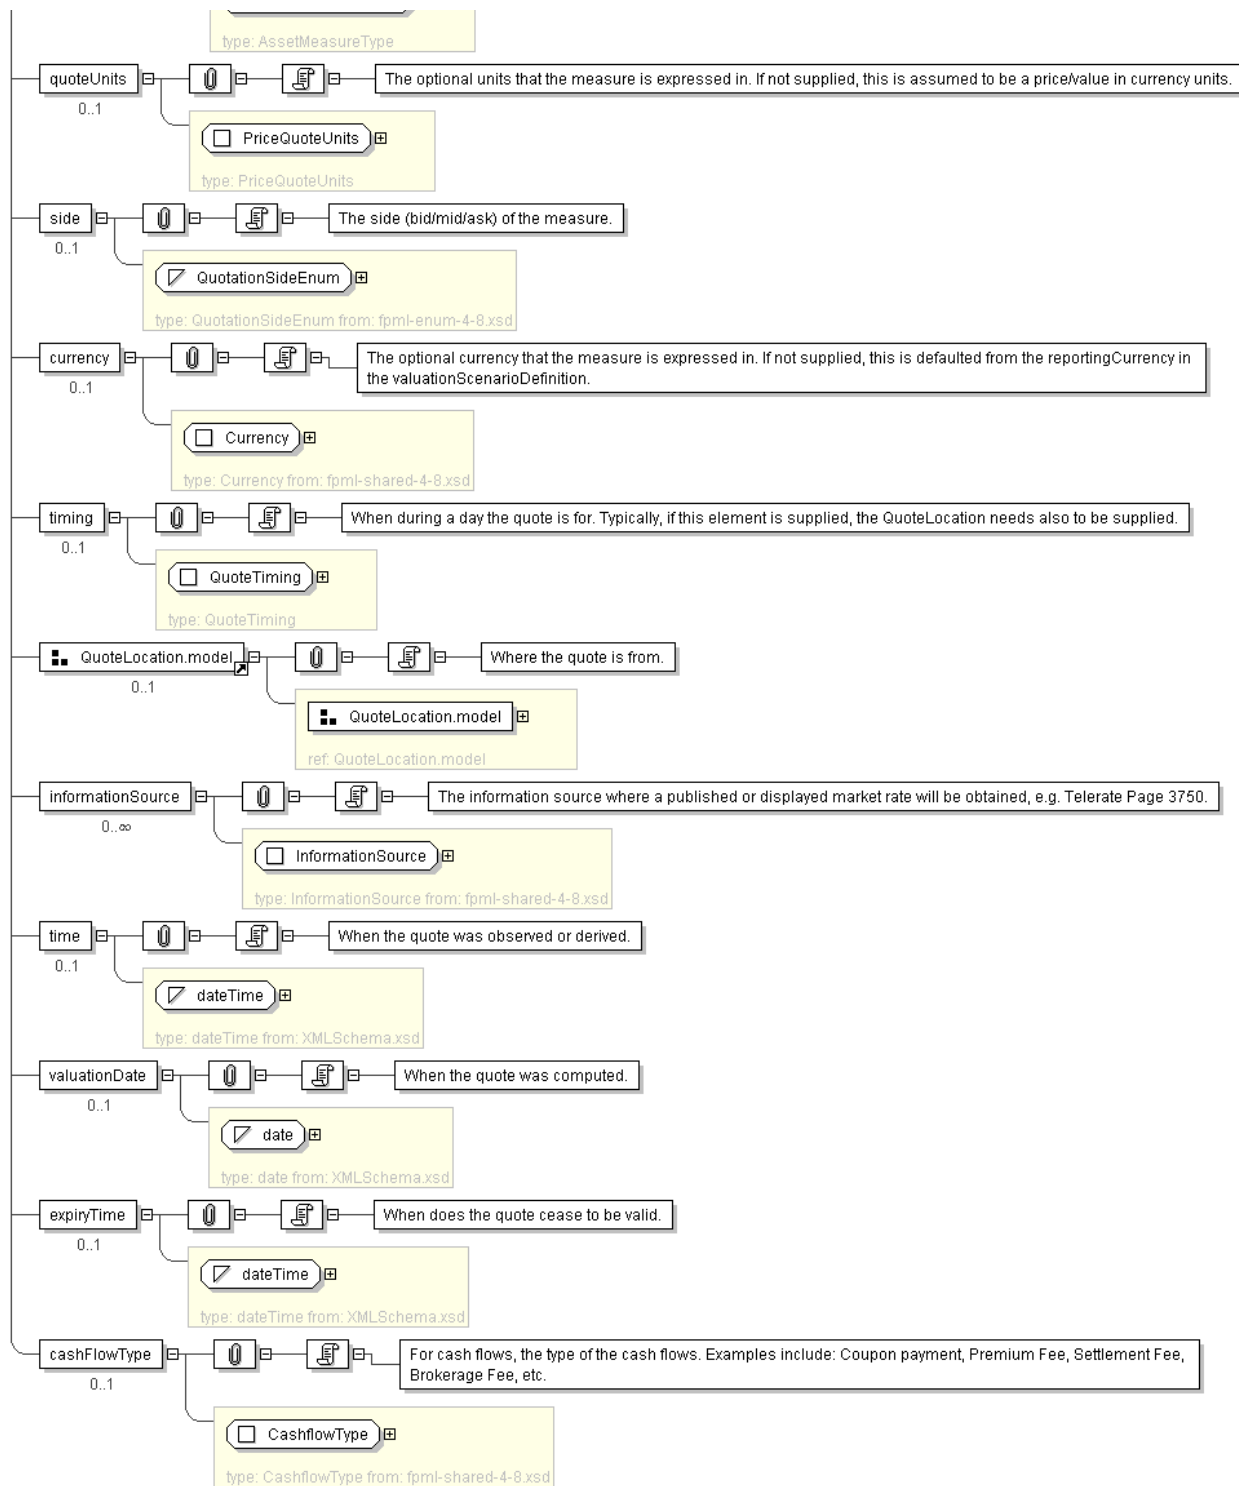 type: AssetMeasureType
quoteUnits
The optional units that the measure is expressed in. If not supplied, this is assumed to be a price/value in currency units.
0..1
PriceQuoteUnits
type: PriceQuoteUnits
side
The side (bid/mid/ask) of the measure.
0..1
QuotationSideEnum
type: QuotationSideEnum from: fpml-enum-4-8.xsd
currency
The optional currency that the measure is expressed in. If not supplied, this is defaulted from the reportingCurrency in
the valuationScenarioDefinition.
0..1
Currency
type: Currency from: fpml-shared-4-8.xsd
timing
When during a day the quote is for. Typically, if this element is supplied, the QuoteLocation needs also to be supplied.
0..1
QuoteTiming
type: QuoteTiming
QuoteLocation.model
Where the quote is from.
0..1
QuoteLocation.model
ref: QuoteLocation.model
informationSource
The information source where a published or displayed market rate will be obtained, e.g. Telerate Page 3750.
0..∞
InformationSource
type: InformationSource from: fpml-shared-4-8.xsd
time
When the quote was observed or derived.
0..1
dateTime
type: dateTime from: XMLSchema.xsd
valuationDate
When the quote was computed.
0..1
date
type: date from: XMLSchema.xsd
expiryTime
When does the quote cease to be valid.
0..1
dateTime
type: dateTime from: XMLSchema.xsd
cashFlowType
For cash flows, the type of the cash flows. Examples include: Coupon payment, Premium Fee, Settlement Fee,
Brokerage Fee, etc.
0..1
CashflowType
type: CashflowType from: fpml-shared-4-8.xsd